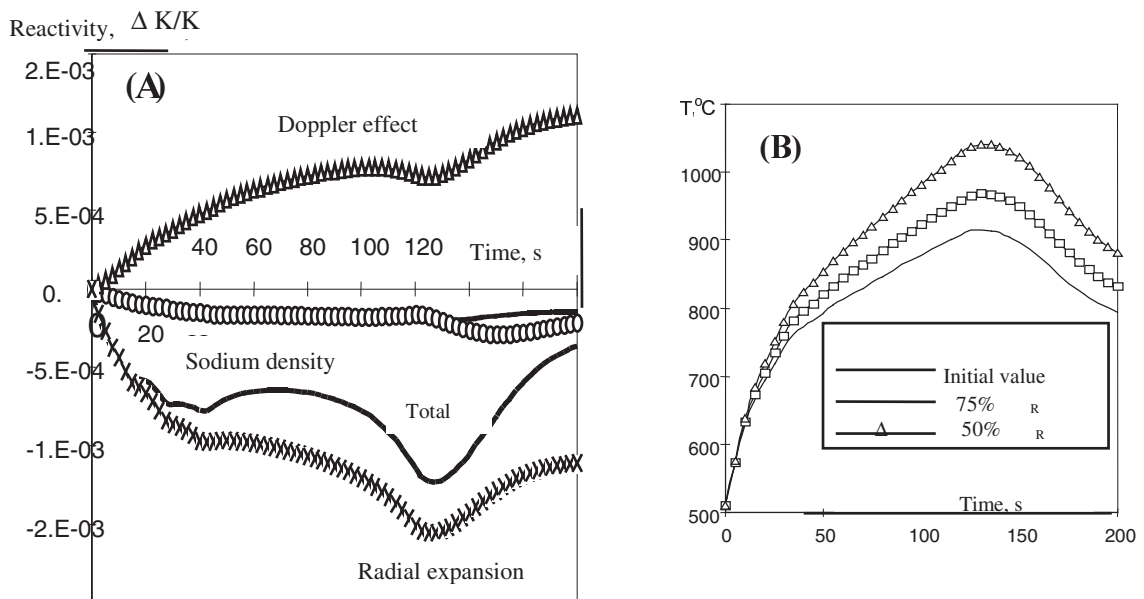 Reactivity, Δ K/K
2.E-03
(A)
Doppler effect
1.E-03
5.E-04
40 60 80 100 120
Time, s
0.
0
20
Sodium density
-5.E-04
Total
-1.E-03
-2.E-03
Radial expansion
T,°C
(B)
1000
900
800
700
600
500
Initial value
75% R
50% R
Time, s
0 50 100 150 200